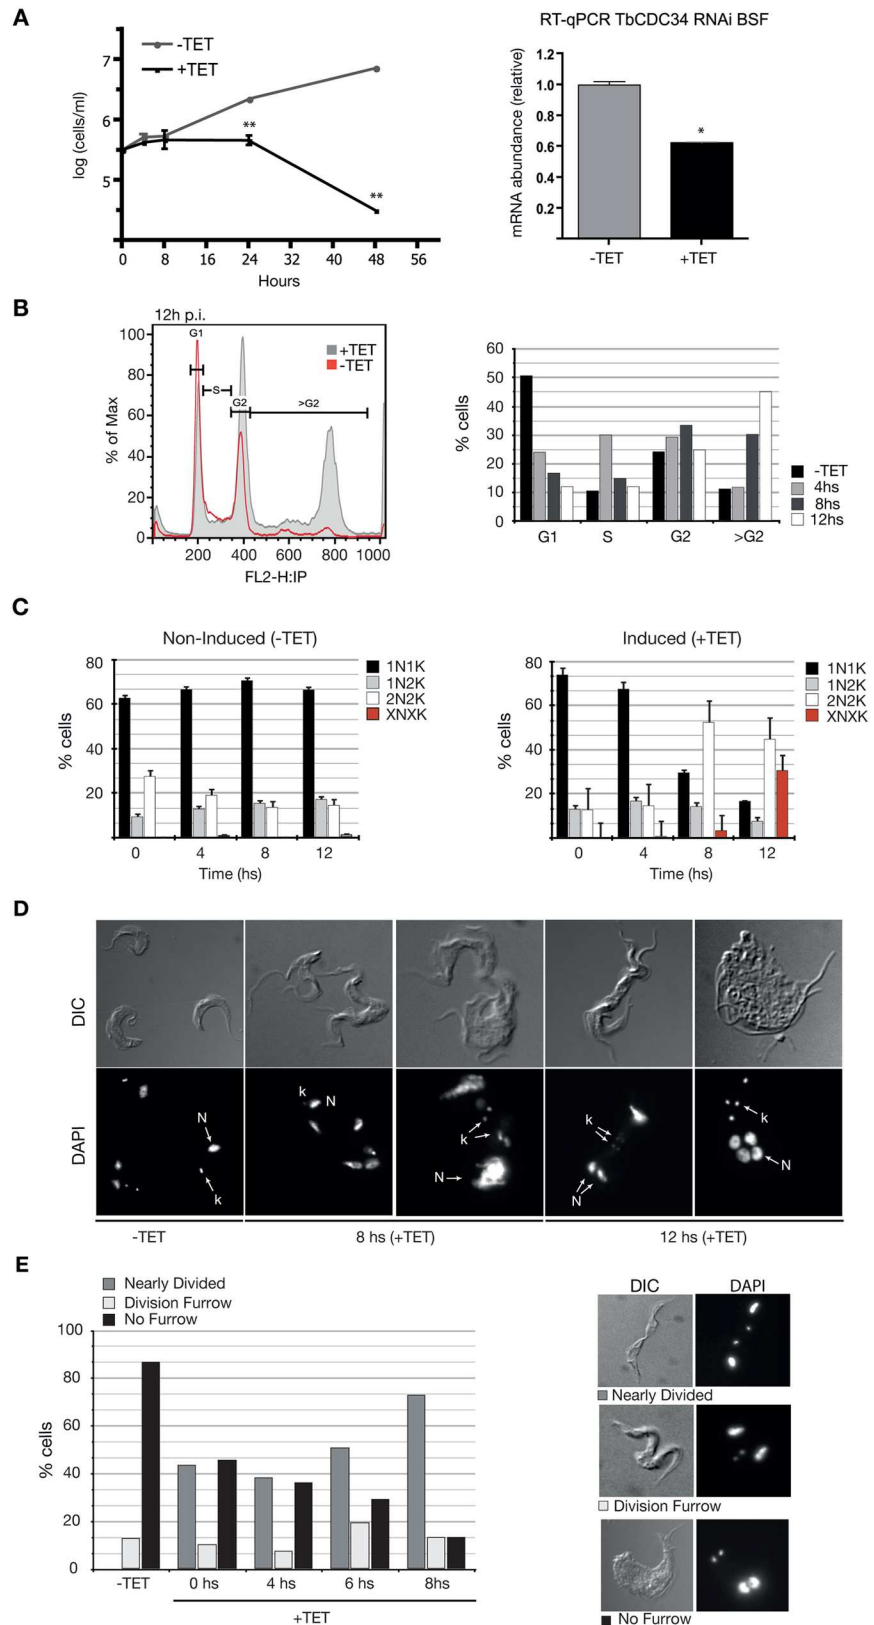 A
-TET
+TET
log (cells/ml)
7
6
5
0 8 16 24 32 40 48 56
Hours
**
**
RT-qPCR TbCDC34 RNAi BSF
mRNA abundance (relative)
1.2
1.0
0.8
0.6
0.4
0.2
*
-TET +TET
B
12h p.i.
G1
S
G2
>G2
+TET
-TET
% of Max
100
80
60
40
20
0
200 400 600 800 1000
FL2-H:IP
% cells
60
50
40
30
20
10
0
G1 S G2 >G2
-TET
4hs
8hs
12hs
C
Non-Induced (-TET)
% cells
80
60
40
20
0 4 8 12
Time (hs)
1N1K
1N2K
2N2K
XNXK
Induced (+TET)
% cells
80
60
40
20
0 4 8 12
Time (hs)
1N1K
1N2K
2N2K
XNXK
D
DIC
DAPI
N
k
k N
k
N
k
N
k
N
-TET 8 hs (+TET) 12 hs (+TET)
E
Nearly Divided
Division Furrow
No Furrow
% cells
100
80
60
40
20
0
-TET 0 hs 4 hs 6 hs 8hs
+TET
DIC DAPI
Nearly Divided
Division Furrow
No Furrow